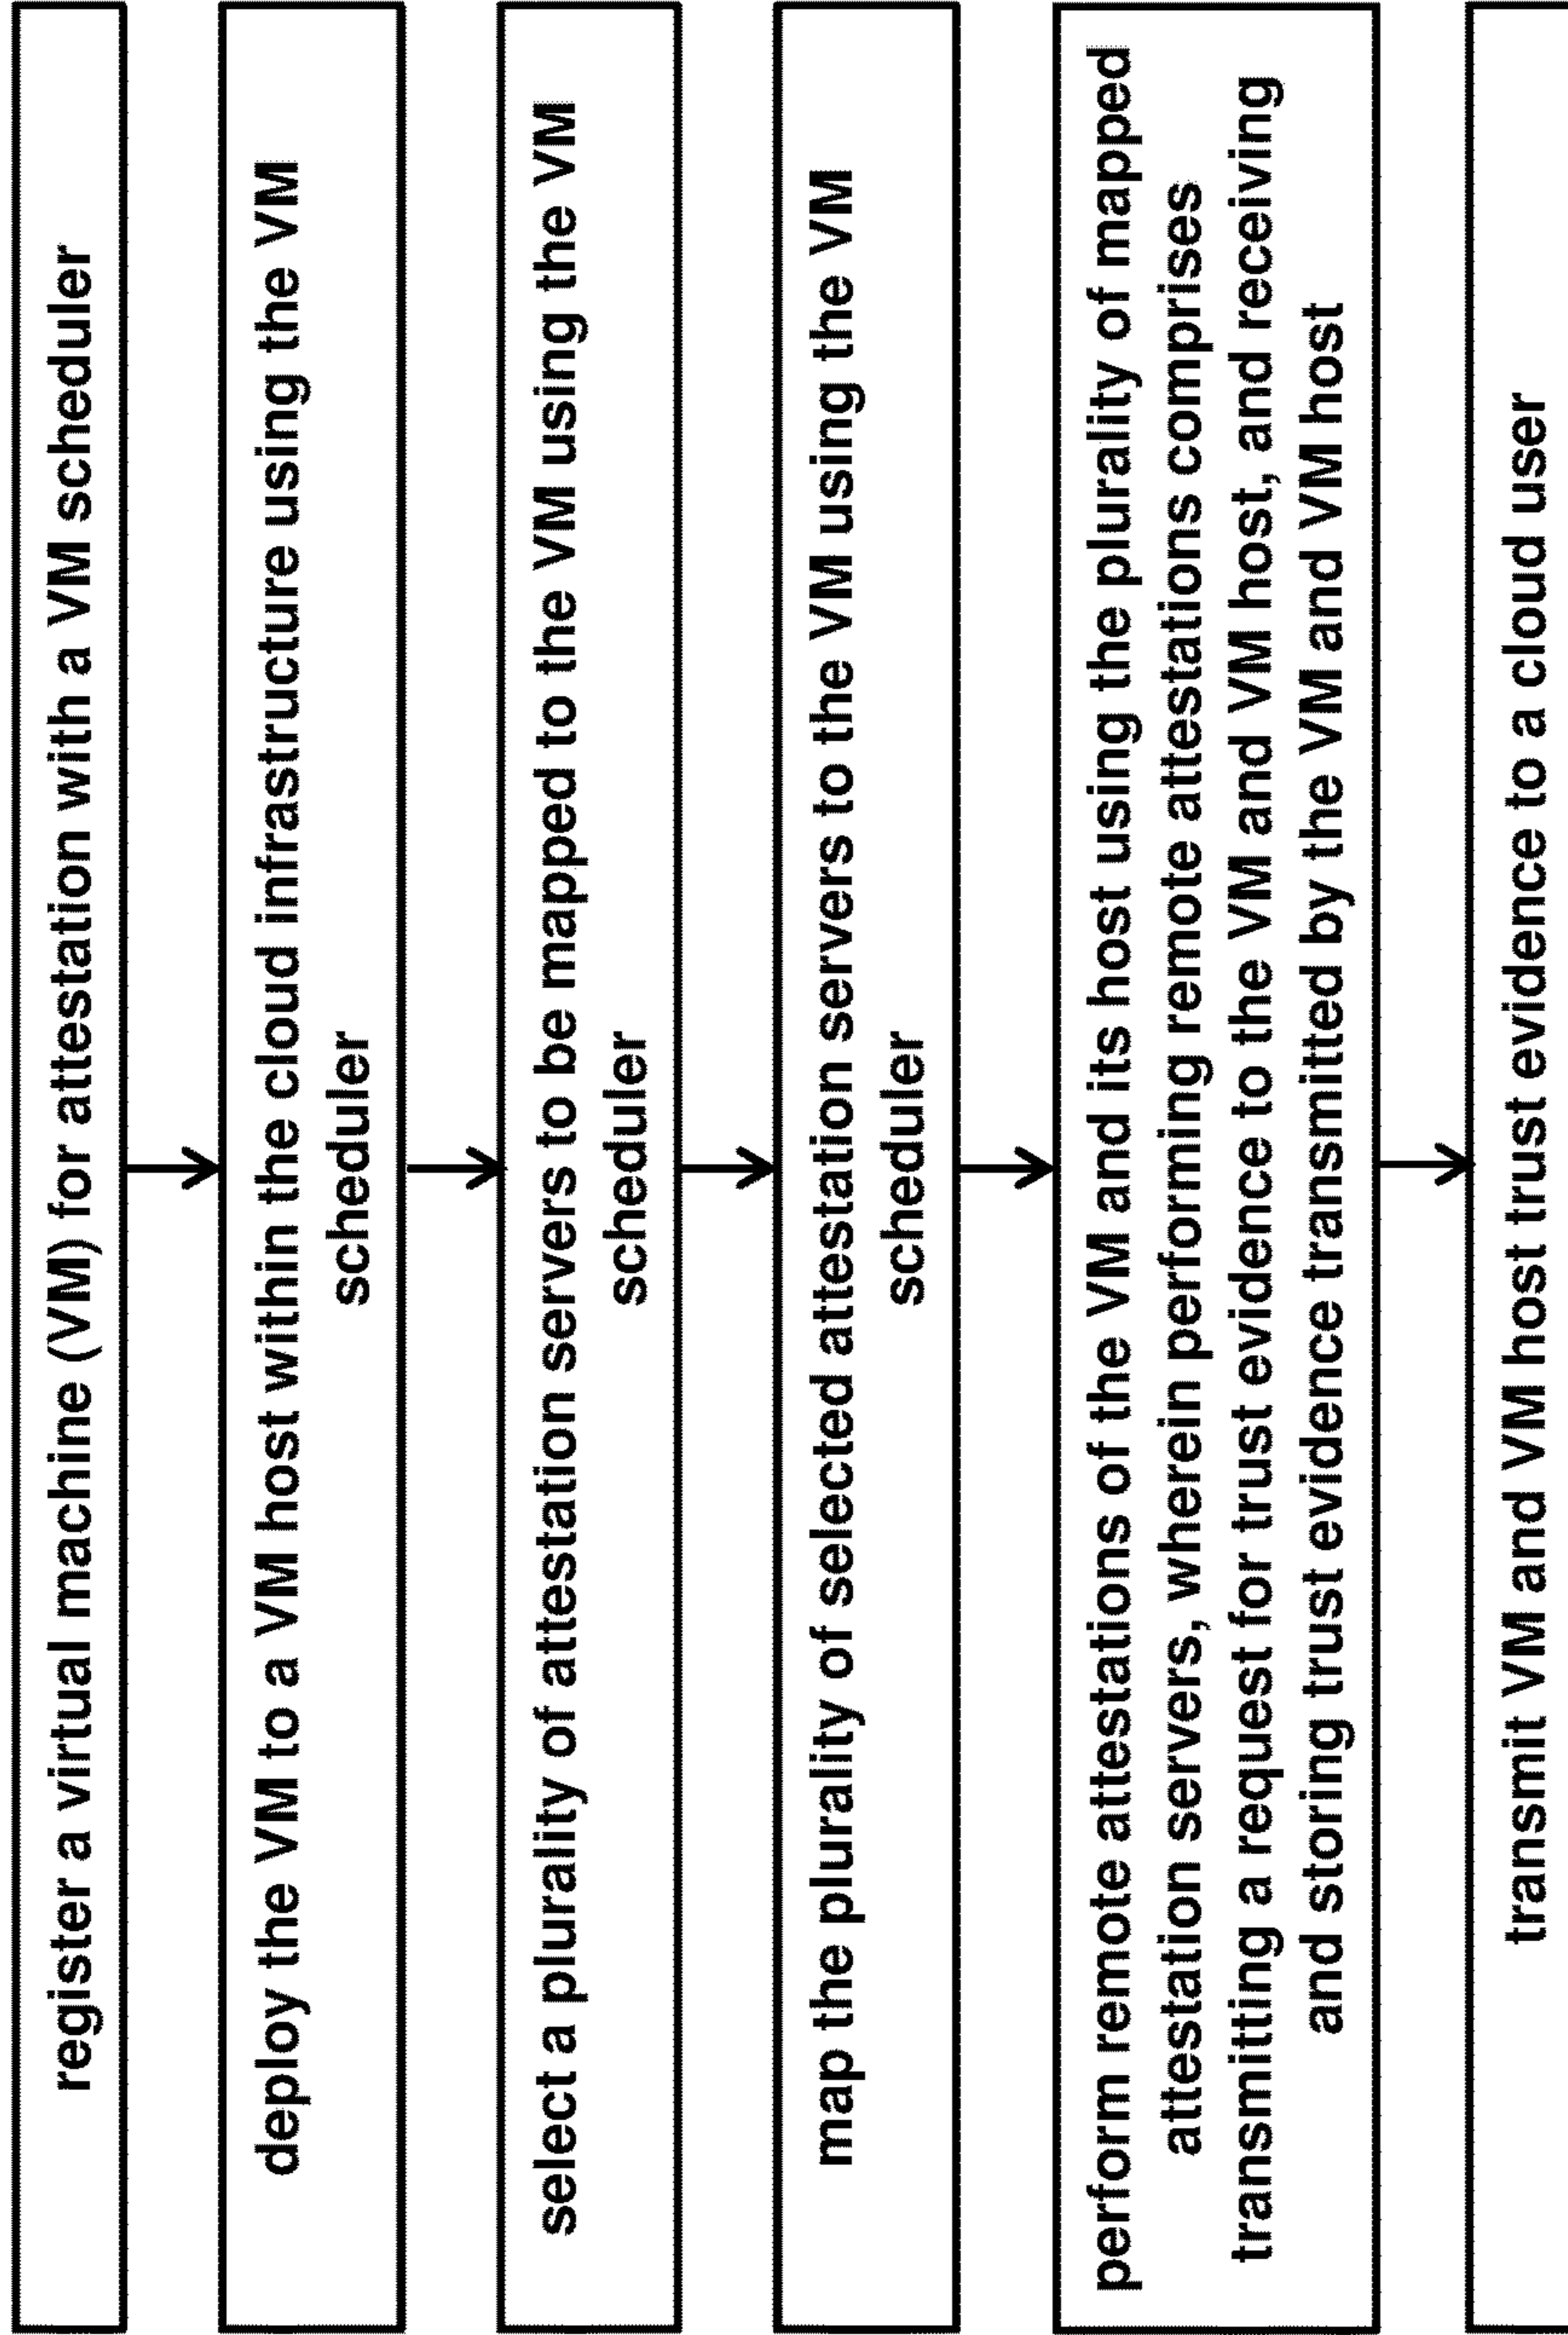 register a virtual machine (VM) for attestation with a VM scheduler
deploy the VM to a VM host within the cloud infrastructure using the VM
scheduler
select a plurality of attestation servers to be mapped to the VM using the VM
scheduler
map the plurality of selected attestation servers to the VM using the VM
scheduler
perform remote attestations of the VM and its host using the plurality of mapped
attestation servers, wherein performing remote attestations comprises
transmitting a request for trust evidence to the VM and VM host, and receiving
and storing trust evidence transmitted by the VM and VM host
transmit VM and VM host trust evidence to a cloud user